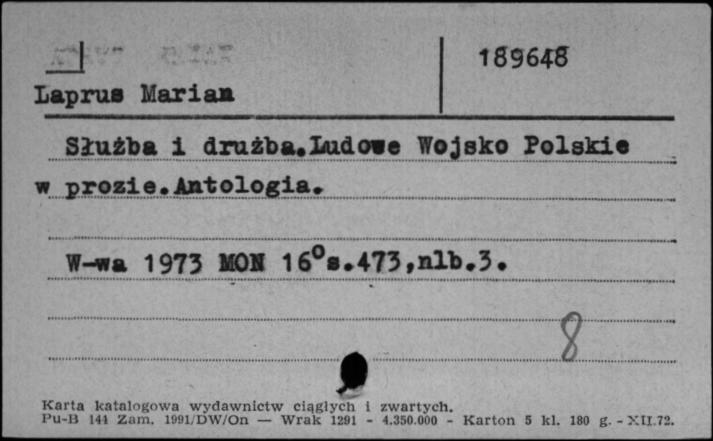 189648
Laprus Marian
Służba i drużba.Ludowe Wojsko Polskie
w prozie.Antologia.
W-wa 1973 MON 16°s.473,nlb.3.
8
Karta katalogowa wydawnictw ciągłych i zwartych.
Pu-B 144 Zam. 1991/DW/On — Wrak 1291 - 4.350.000 - Karton 5 kl. 180 g. - XII.72.